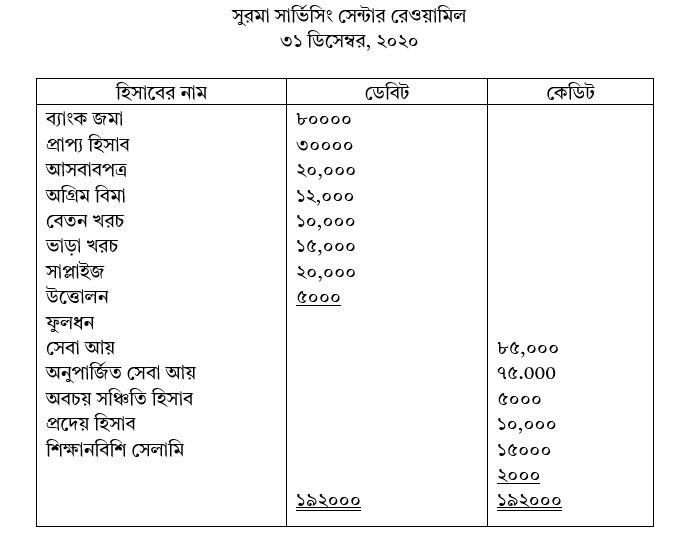 সুরমা সার্ভিসিং সেন্টার রেওয়ামিল
৩১ ডিসেম্বর, ২০২০
হিসাবের নাম ডেবিট কেডিট
ব্যাংক জমা ৮০০০০
প্রাপ্য হিসাব ৩০০০০
আসবাবপত্র ২০,০০০
অগ্রিম বিমা ১২,০০০
বেতন খরচ ১০,০০০
ভাড়া খরচ ১৫,০০০
সাপ্লাইজ ২০,০০০
উত্তোলন ৫০০০
ফুলধন
সেবা আয় ৮৫,০০০
অনুপার্জিত সেবা আয় ৭৫.000
অবচয় সঞ্চিতি হিসাব ৫০০০
প্রদেয় হিসাব ১০,০০০
শিক্ষানবিশি সেলামি ১৫০০০
২০০০
১৯২০০০ ১৯২০০০